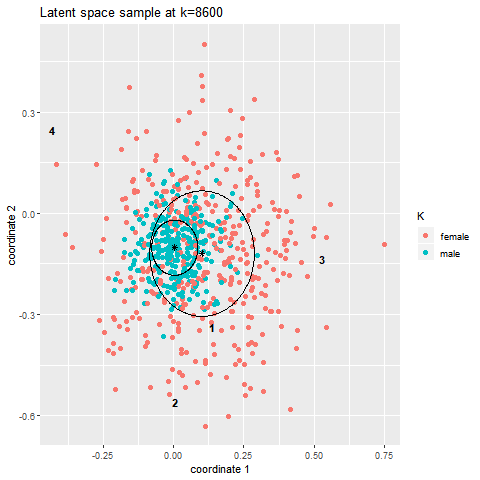 Latent space sample at k=8600
coordinate 2
0.3
0.0
-0.3
-0.6
4
3
1
2
-0.25
0.00
0.25
0.50
0.75
coordinate 1
K
female
male